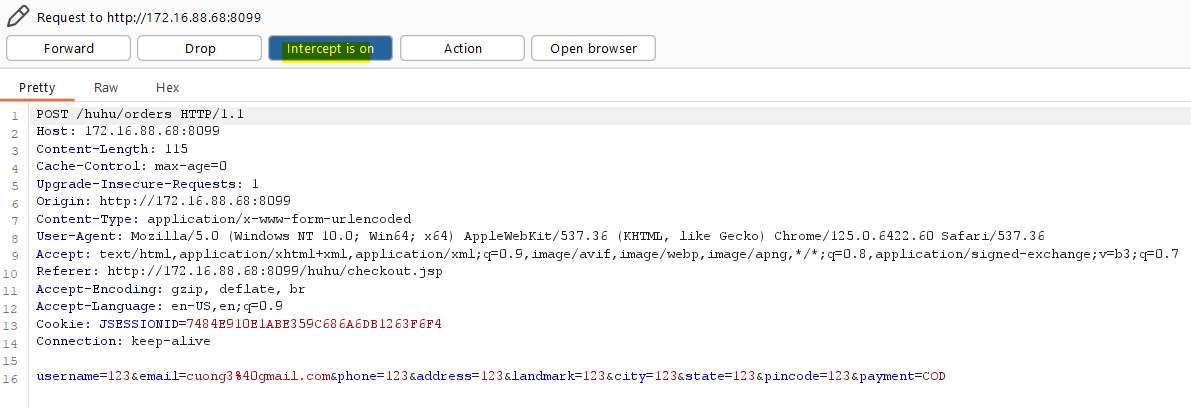 Request to http://172.16.88.68:8099
Forward Drop Intercept is on Action Open browser
Pretty Raw Hex
1 POST /huhu/orders HTTP/1.1
2 Host: 172.16.88.68:8099
3 Content-Length: 115
4 Cache-Control: max-age=0
5 Upgrade-Insecure-Requests: 1
6 Origin: http://172.16.88.68:8099
7 Content-Type: application/x-www-form-urlencoded
8 User-Agent: Mozilla/5.0 (Windows NT 10.0; Win64; x64) AppleWebKit/537.36 (KHTML, like Gecko) Chrome/125.0.6422.60 Safari/537.36
9 Accept: text/html,application/xhtml+xml,application/xml;q=0.9,image/avif,image/webp,image/apng,*/*;q=0.8,application/signed-exchange;v=b3;q=0.7
10 Referer: http://172.16.88.68:8099/huhu/checkout.jsp
11 Accept-Encoding: gzip, deflate, br
12 Accept-Language: en-US,en;q=0.9
13 Cookie: JSESSIONID=7484E910E1ABE359C686A6DB1263F6F4
14 Connection: keep-alive
15
16 username=123&email=cuong3%40gmail.com&phone=123&address=123&landmark=123&city=123&state=123&pincode=123&payment=COD